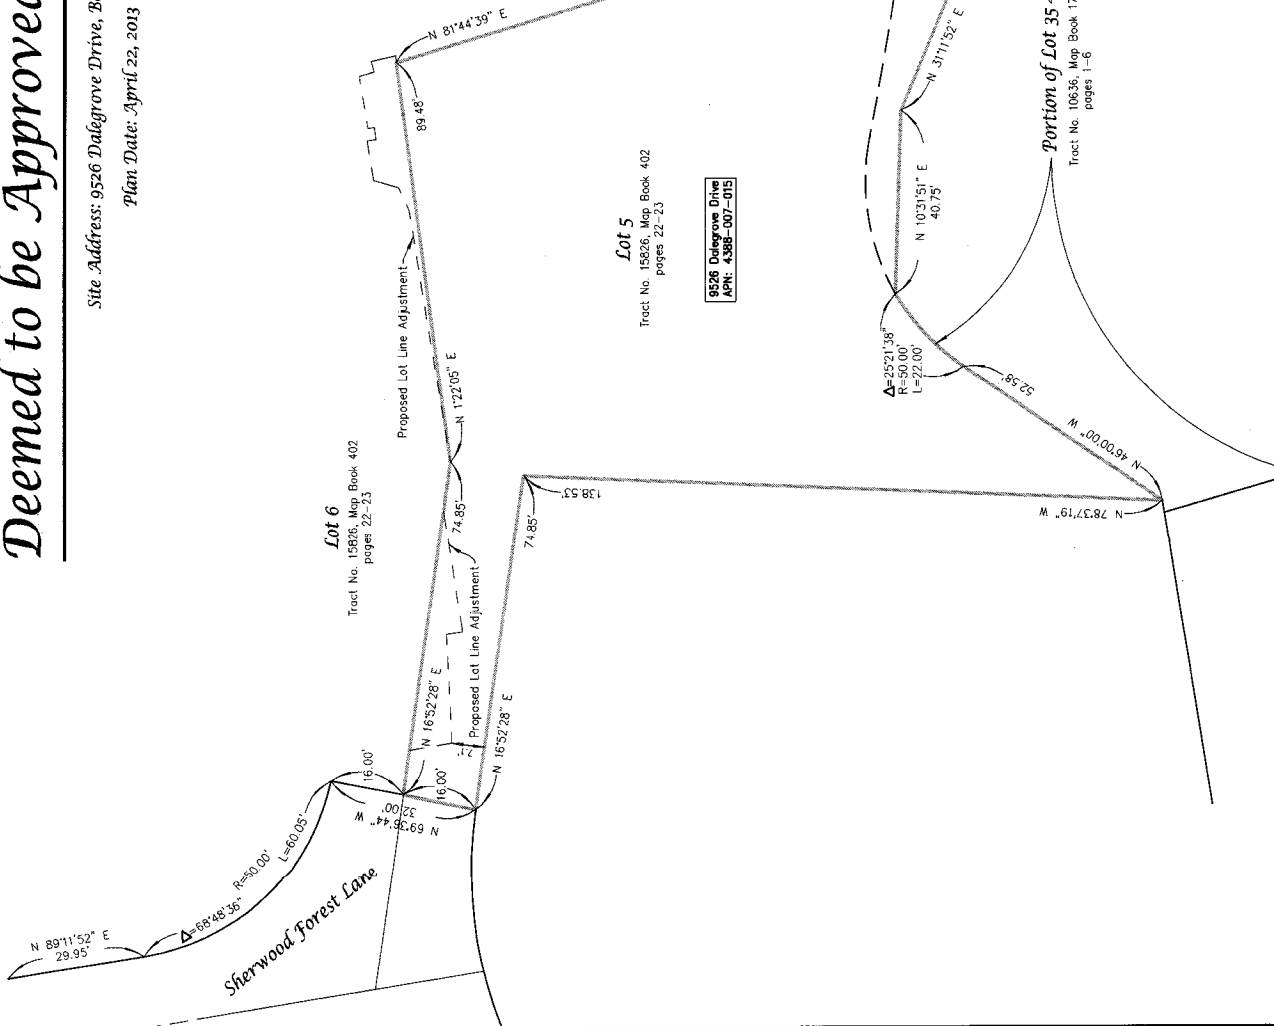 Deemed to be Approved
Site Address: 9526 Dalegrove Drive,
Plan Date: April 22, 2013
N 81°44'39" E
89.48'
Proposed Lot Line Adjustment
N 1°22'05" E
Lot 6
Tract No. 15826, Map Book 402
pages 22-23
74.85'
Proposed Lot Line Adjustment
N 16°52'28" E
7.1'
N 16°52'28" E
74.85'
138.53'
Lot 5
Tract No. 15826, Map Book 402
pages 22-23
9526 Dalegrove Drive
APN: 4388-007-015
N 31°11'52" E
N 10°31'51" E
40.75'
Portion of Lot 35
Tract No. 10636, Map Book 17
pages 1-6
Δ=25°21'38"
R=50.00'
L=22.00'
52.58'
N 46°00'00" W
N 78°37'19" W
16.00'
16.00'
32.00'
N 69°36'44" W
R=50.00'
L=60.05'
Δ=68°48'36"
N 89°11'52" E
29.95'
Sherwood Forest Lane